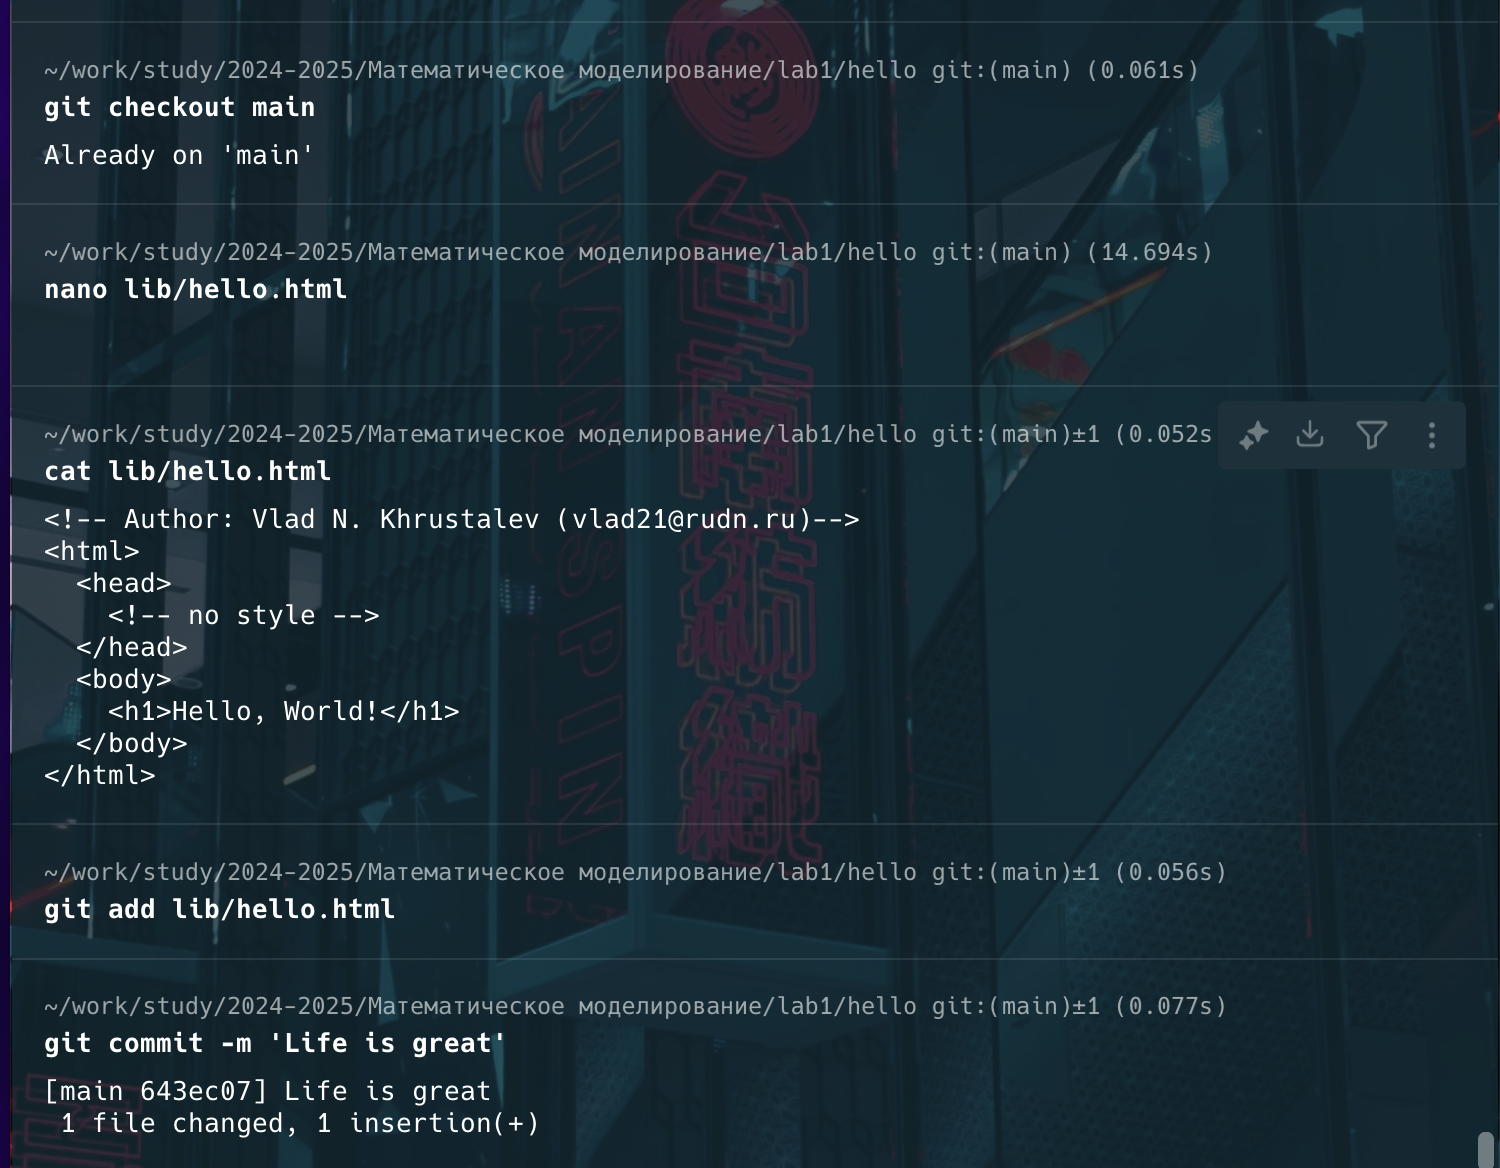 ~/work/study/2024-2025/Математическое моделирование/lab1/hello git:(main) (0.061s)
git checkout main
Already on 'main'
~/work/study/2024-2025/Математическое моделирование/lab1/hello git:(main) (14.694s)
nano lib/hello.html
~/work/study/2024-2025/Математическое моделирование/lab1/hello git:(main)±1 (0.052s
cat lib/hello.html
<!-- Author: Vlad N. Khrustalev (vlad21@rudn.ru)-->
<html>
  <head>
    <!-- no style -->
  </head>
  <body>
    <h1>Hello, World!</h1>
  </body>
</html>
~/work/study/2024-2025/Математическое моделирование/lab1/hello git:(main)±1 (0.056s)
git add lib/hello.html
~/work/study/2024-2025/Математическое моделирование/lab1/hello git:(main)±1 (0.077s)
git commit -m 'Life is great'
[main 643ec07] Life is great
 1 file changed, 1 insertion(+)